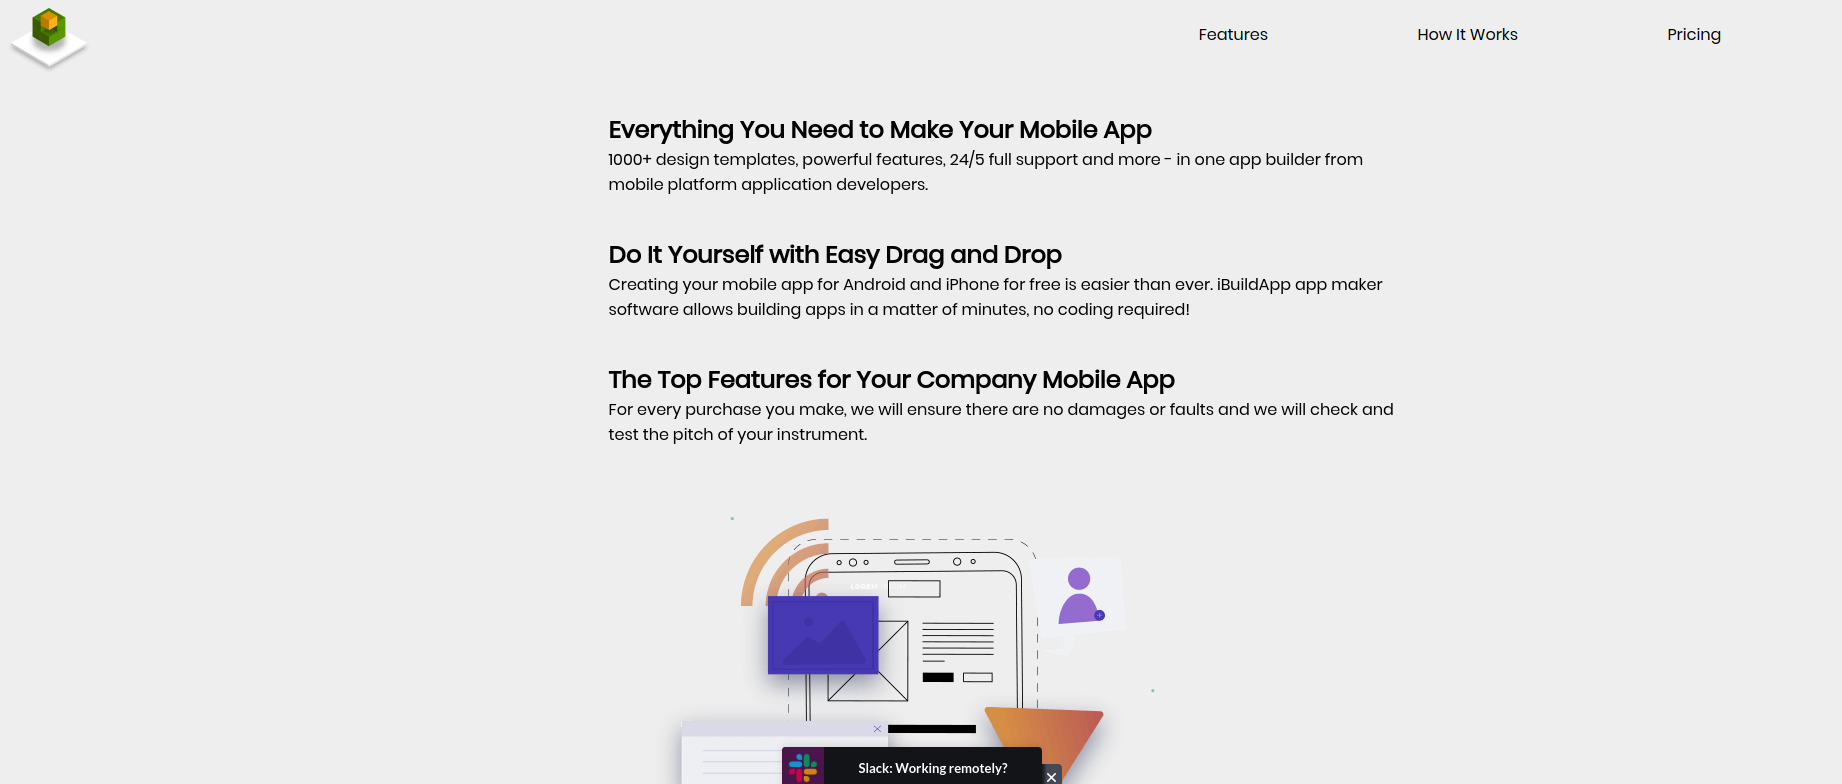 Features
How It Works
Pricing
Everything You Need to Make Your Mobile App
1000+ design templates, powerful features, 24/5 full support and more - in one app builder from
mobile platform application developers.
Do It Yourself with Easy Drag and Drop
Creating your mobile app for Android and iPhone for free is easier than ever. iBuildApp app maker
software allows building apps in a matter of minutes, no coding required!
The Top Features for Your Company Mobile App
For every purchase you make, we will ensure there are no damages or faults and we will check and
test the pitch of your instrument.
LOREM
Slack: Working remotely?